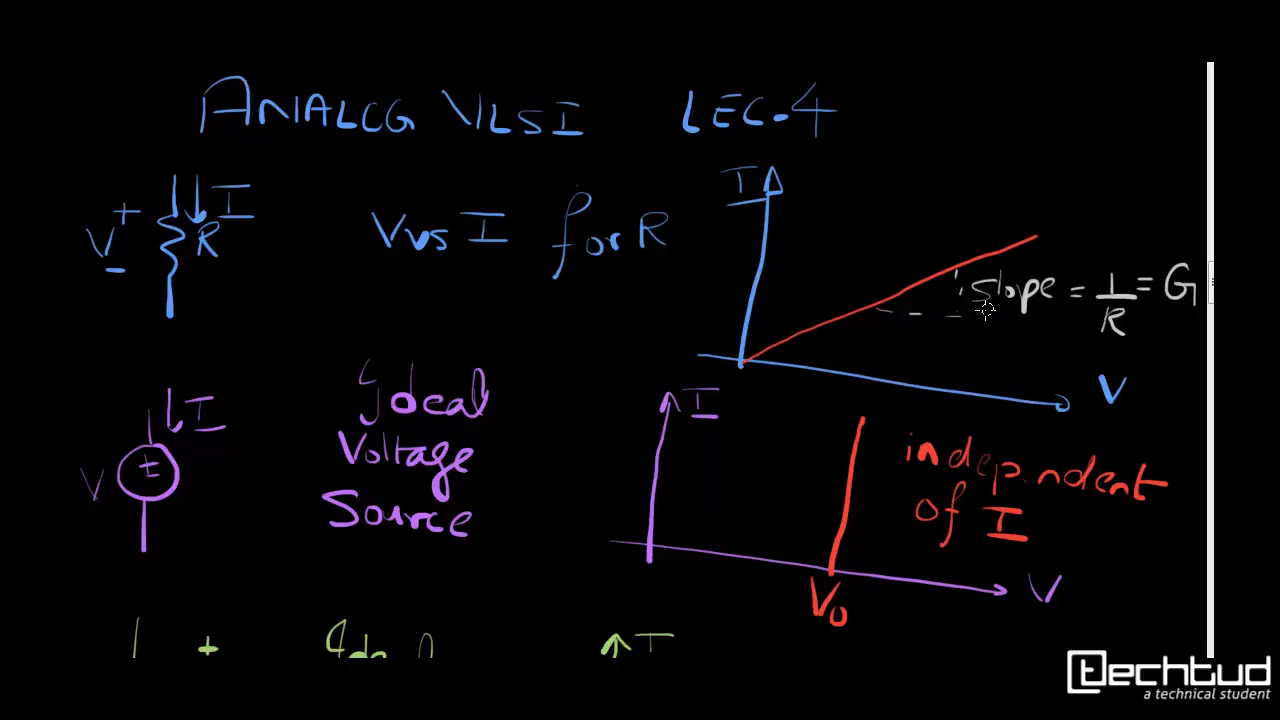 ANALOG VLSI LEC-4
+ I
V R
-
V vs I for R
I
slope = 1/R = G
V
I
±
V
Ideal
Voltage
Source
I
independent
of I
V0
V
+
I
techtud
a technical student